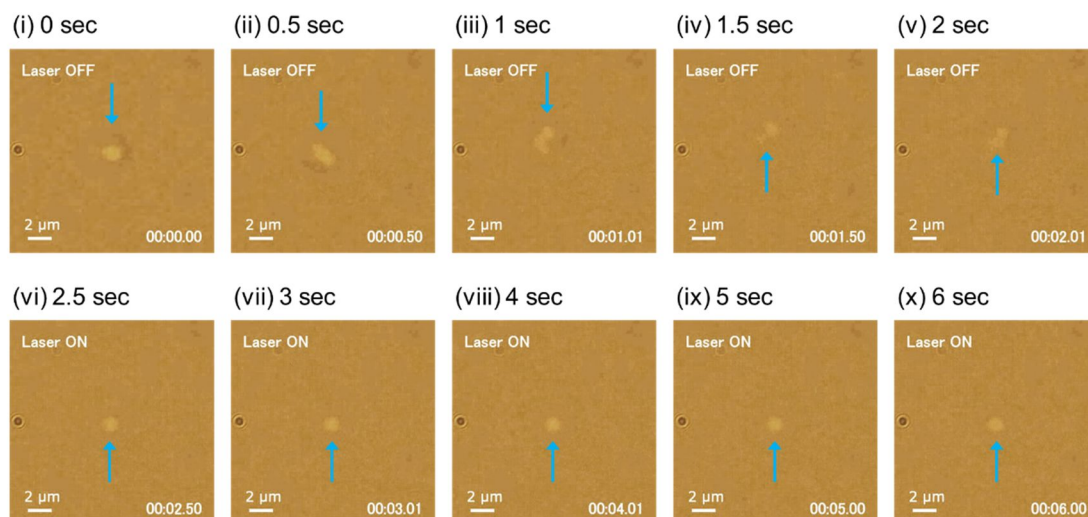 (i) 0 sec
(ii) 0.5 sec
(iii) 1 sec
(iv) 1.5 sec
(v) 2 sec
Laser OFF
Laser OFF
Laser OFF
Laser OFF
Laser OFF
2 µm
00:00.00
2 µm
00:00.50
2 µm
00:01.01
2 µm
00:01.50
2 µm
00:02.01
(vi) 2.5 sec
(vii) 3 sec
(viii) 4 sec
(ix) 5 sec
(x) 6 sec
Laser ON
Laser ON
Laser ON
Laser ON
Laser ON
2 µm
00:02.50
2 µm
00:03.01
2 µm
00:04.01
2 µm
00:05.00
2 µm
00:06.00